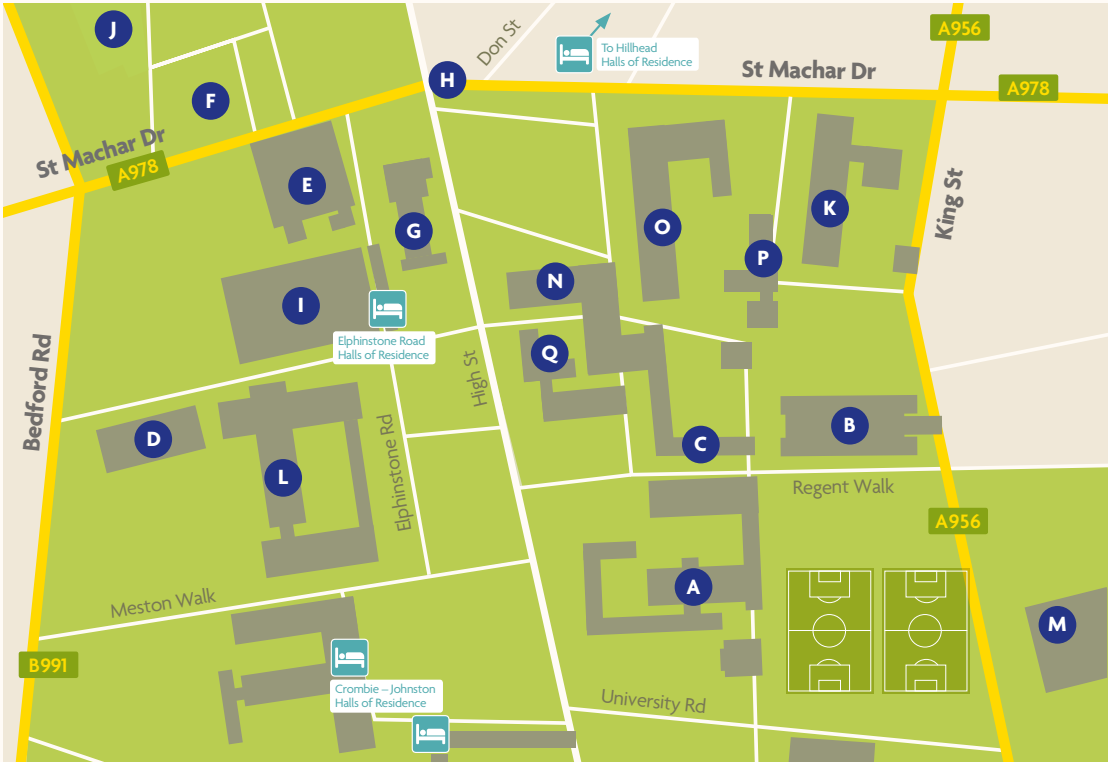 J
Don St
To Hillhead
Halls of Residence
A956
H
St Machar Dr
A978
F
St Machar Dr
A978
E
G
O
K
King St
P
N
I
Elphinstone Road
Halls of Residence
Q
High St
Bedford Rd
D
Elphinstone Rd
L
C
B
Regent Walk
A956
A
Meston Walk
M
B991
Crombie – Johnston
Halls of Residence
University Rd